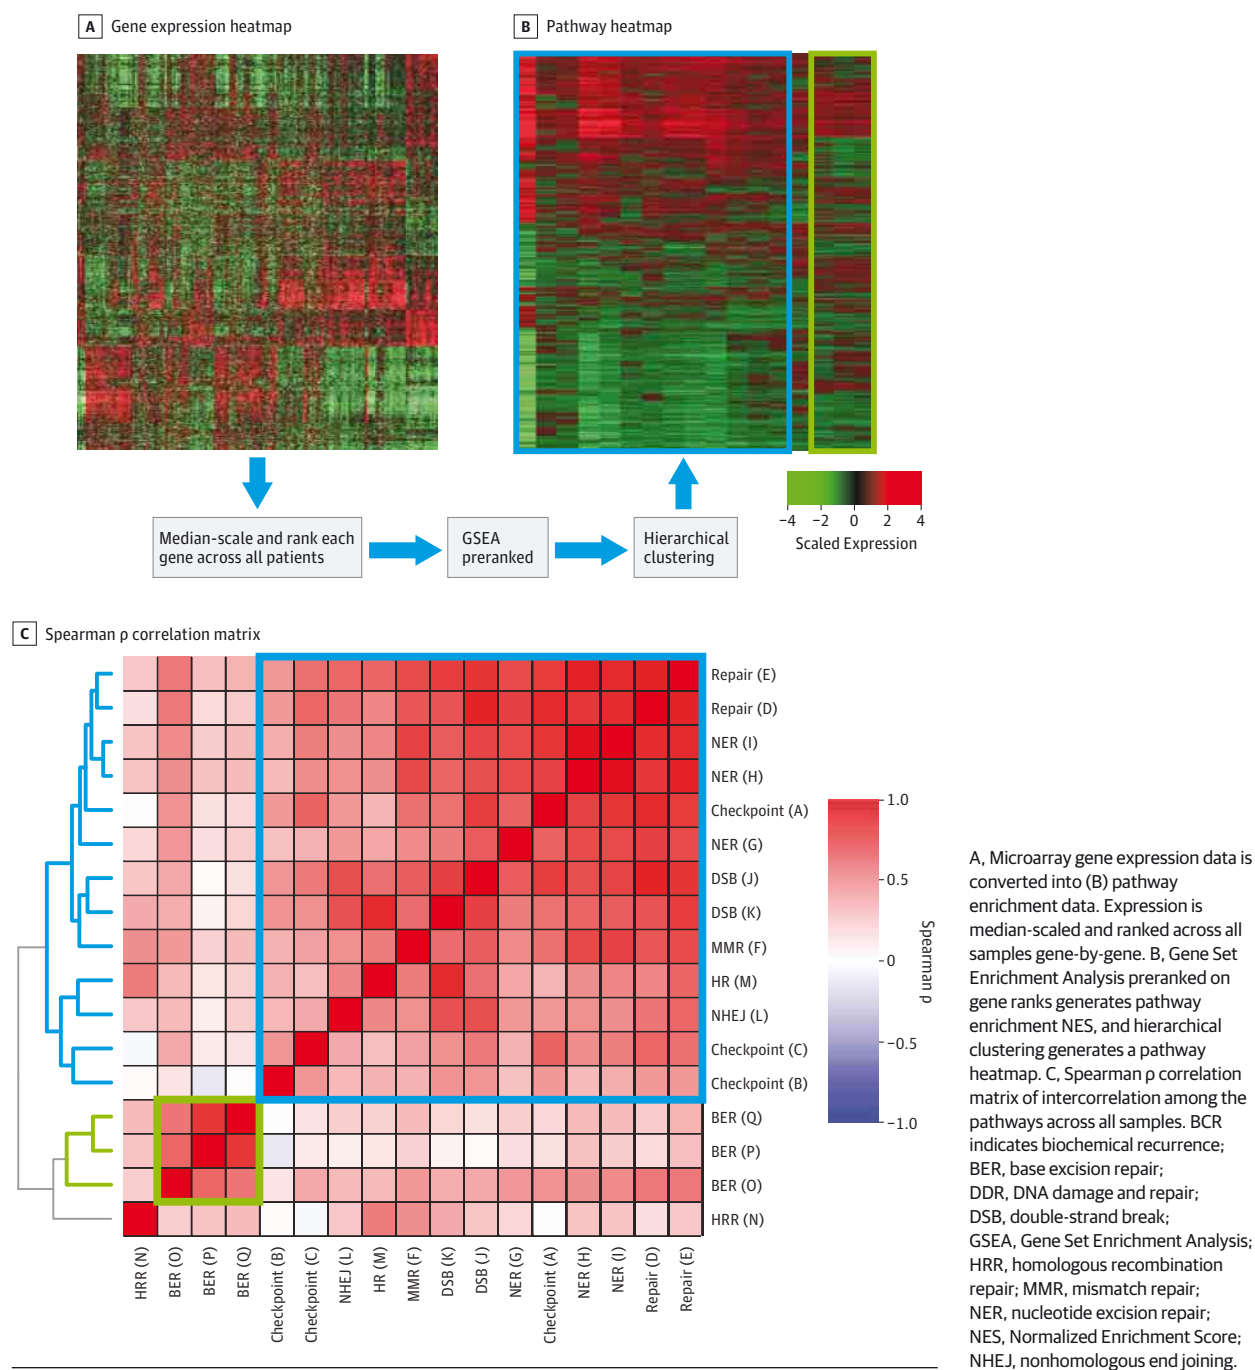 A Gene expression heatmap
B Pathway heatmap
Median-scale and rank each
gene across all patients
GSEA
preranked
Hierarchical
clustering
−4 −2 0 2 4
Scaled Expression
C Spearman ρ correlation matrix
Repair (E)
Repair (D)
NER (I)
NER (H)
Checkpoint (A)
NER (G)
DSB (J)
DSB (K)
MMR (F)
HR (M)
NHEJ (L)
Checkpoint (C)
Checkpoint (B)
BER (Q)
BER (P)
BER (O)
HRR (N)
HRR (N)
BER (O)
BER (P)
BER (Q)
Checkpoint (B)
Checkpoint (C)
NHEJ (L)
HR (M)
MMR (F)
DSB (K)
DSB (J)
NER (G)
Checkpoint (A)
NER (H)
NER (I)
Repair (D)
Repair (E)
1.0
0.5
0
−0.5
−1.0
Spearman ρ
A, Microarray gene expression data is
converted into (B) pathway
enrichment data. Expression is
median-scaled and ranked across all
samples gene-by-gene. B, Gene Set
Enrichment Analysis preranked on
gene ranks generates pathway
enrichment NES, and hierarchical
clustering generates a pathway
heatmap. C, Spearman ρ correlation
matrix of intercorrelation among the
pathways across all samples. BCR
indicates biochemical recurrence;
BER, base excision repair;
DDR, DNA damage and repair;
DSB, double-strand break;
GSEA, Gene Set Enrichment Analysis;
HRR, homologous recombination
repair; MMR, mismatch repair;
NER, nucleotide excision repair;
NES, Normalized Enrichment Score;
NHEJ, nonhomologous end joining.